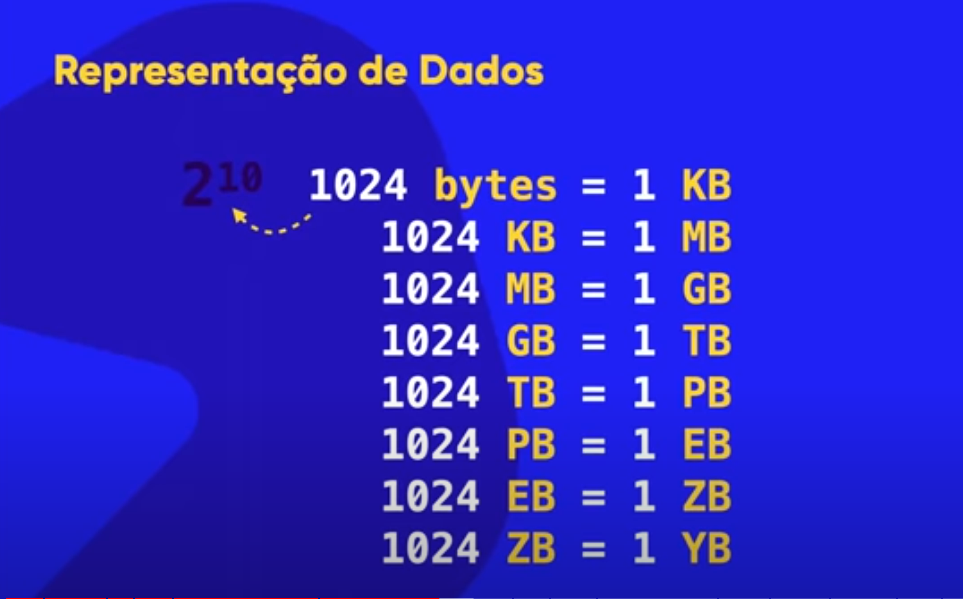 Representação de Dados
2¹⁰ 1024 bytes = 1 KB
1024 KB = 1 MB
1024 MB = 1 GB
1024 GB = 1 TB
1024 TB = 1 PB
1024 PB = 1 EB
1024 EB = 1 ZB
1024 ZB = 1 YB